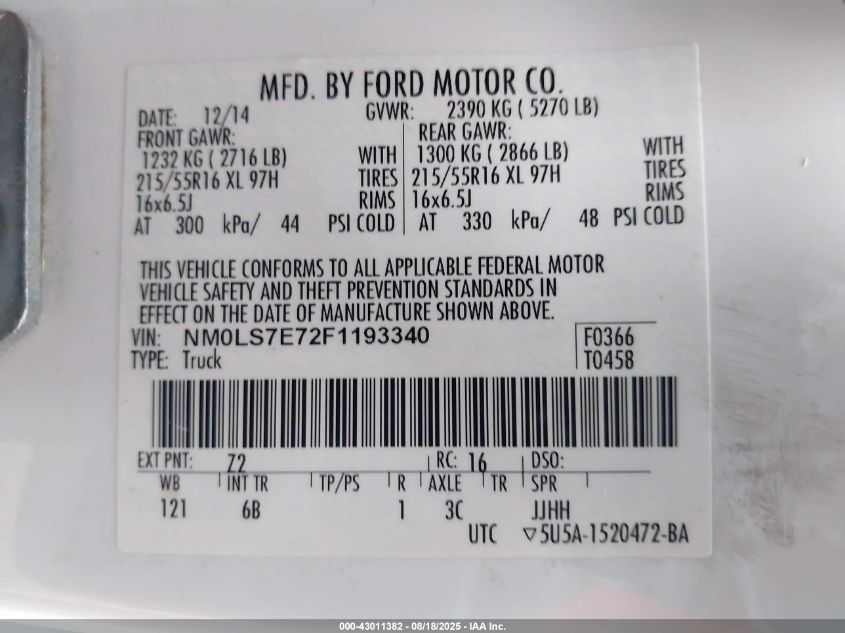 MFD. BY FORD MOTOR CO.
DATE: 12/14 GVWR: 2390 KG ( 5270 LB)
FRONT GAWR: REAR GAWR:
1232 KG ( 2716 LB) WITH 1300 KG ( 2866 LB) WITH
215/55R16 XL 97H TIRES 215/55R16 XL 97H TIRES
16x6.5J RIMS 16x6.5J RIMS
AT 300 kPa/ 44 PSI COLD AT 330 kPa/ 48 PSI COLD
THIS VEHICLE CONFORMS TO ALL APPLICABLE FEDERAL MOTOR
VEHICLE SAFETY AND THEFT PREVENTION STANDARDS IN
EFFECT ON THE DATE OF MANUFACTURE SHOWN ABOVE.
VIN: NM0LS7E72F1193340 F0366
TYPE: Truck T0458
EXT PNT: Z2 RC: 16 DSO:
WB INT TR TP/PS R AXLE TR SPR
121 6B 1 3C JJHH
UTC ▽5U5A-1520472-BA
000-43011382 - 08/18/2025 - IAA Inc.